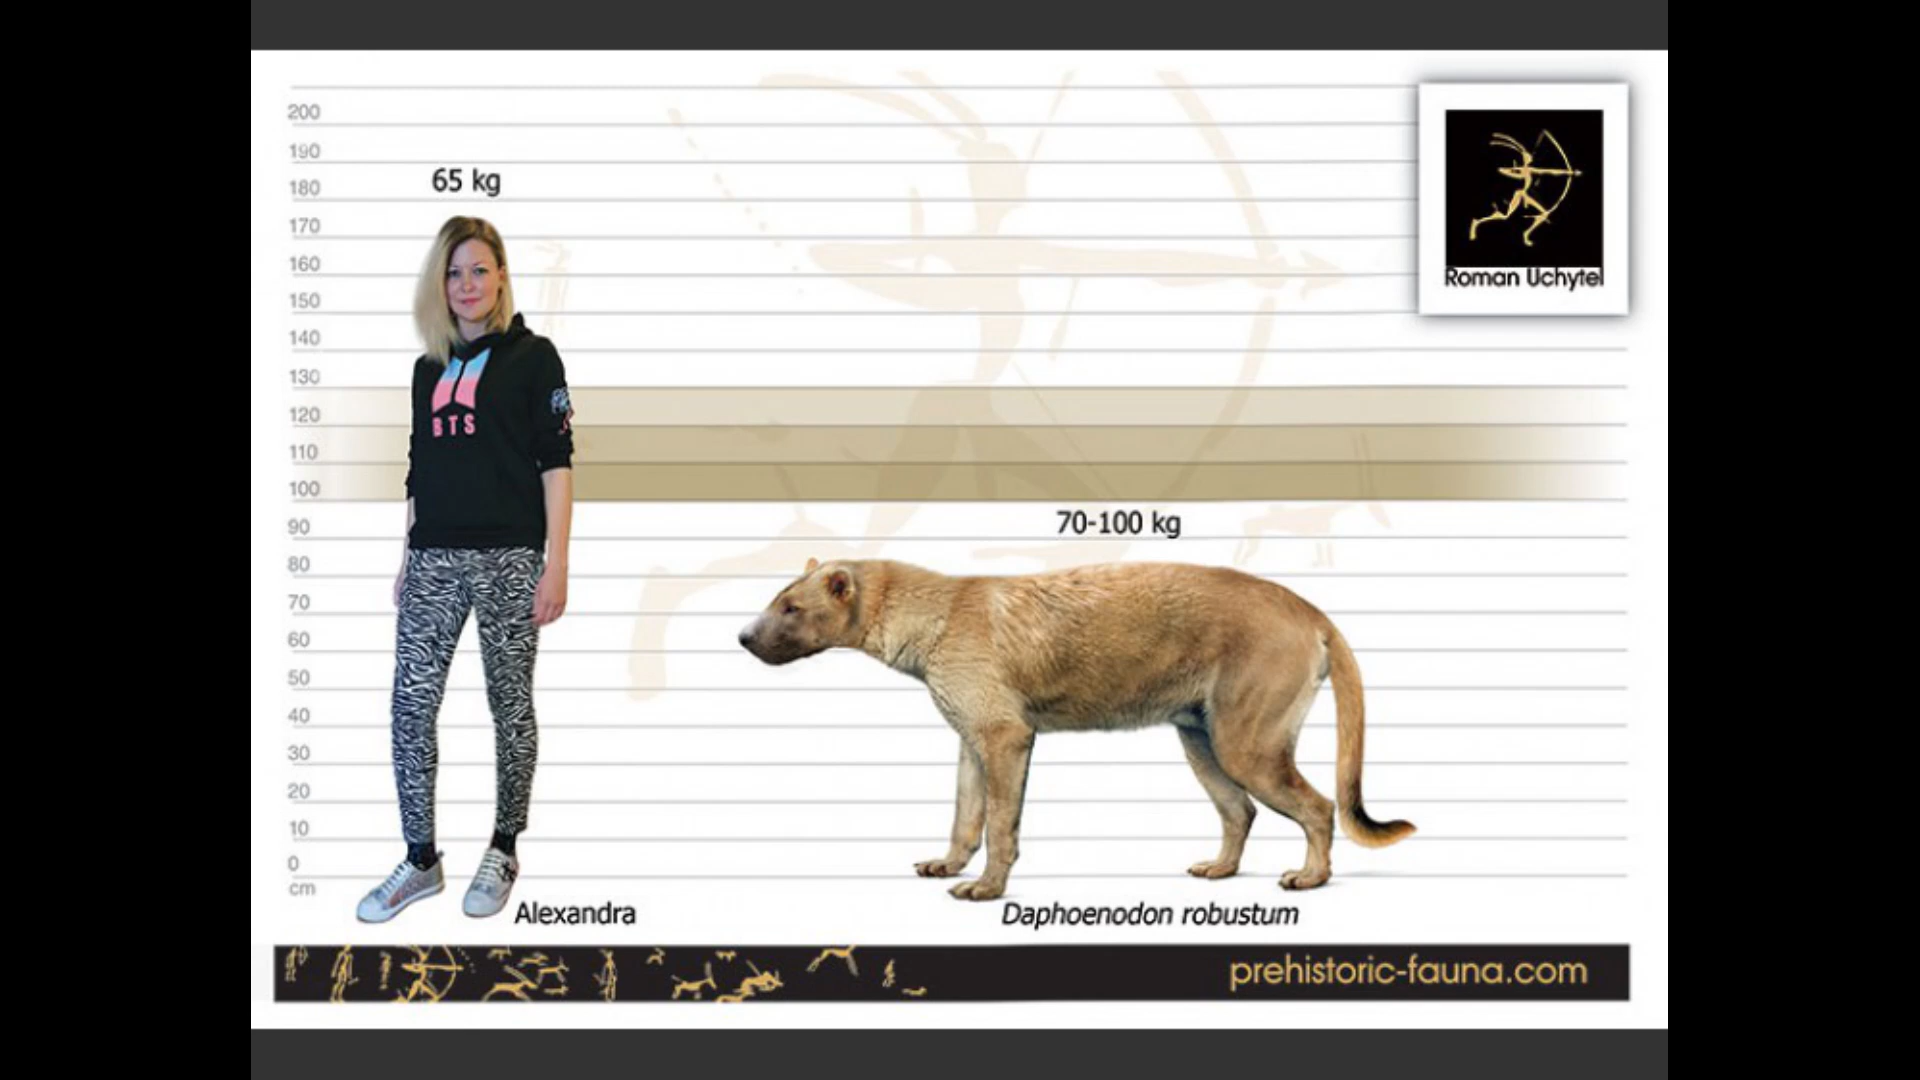 200
190
180
170
160
150
140
130
120
110
100
90
80
70
60
50
40
30
20
10
0
cm
65 kg
BTS
Alexandra
70-100 kg
Daphoenodon robustum
Roman Uchytel
prehistoric-fauna.com